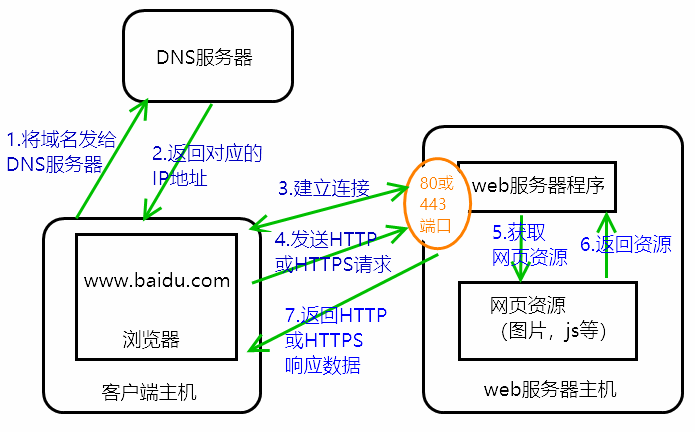 DNS服务器
1.将域名发给
DNS服务器
2.返回对应的
IP地址
3.建立连接
80或
443
端口
web服务器程序
4.发送HTTP
或HTTPS请求
5.获取
网页资源
6.返回资源
www.baidu.com
浏览器
客户端主机
7.返回HTTP
或HTTPS
响应数据
网页资源
（图片，js等）
web服务器主机